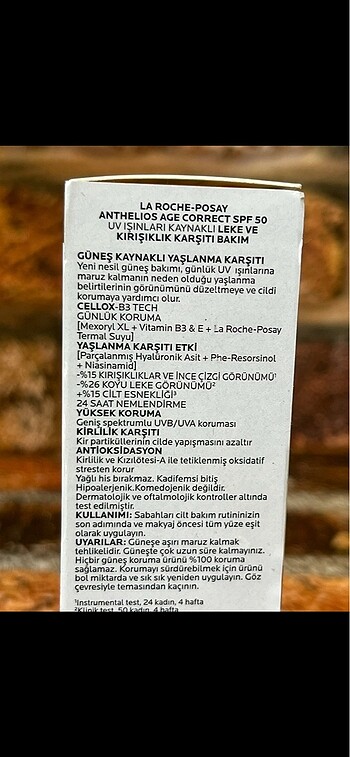 LA ROCHE-POSAY
ANTHELIOS AGE CORRECT SPF 50
UV IŞINLARI KAYNAKLI LEKE VE
KIRIŞIKLIK KARŞITI BAKIM
GÜNEŞ KAYNAKLI YAŞLANMA KARŞITI
Yeni nesil güneş bakımı, günlük UV ışınlarına
maruz kalmanın neden olduğu yaşlanma
belirtilerinin görünümünü düzeltmeye ve cildi
korumaya yardımcı olur.
CELLOX-B3 TECH
GÜNLÜK KORUMA
[Mexoryl XL + Vitamin B3 & E + La Roche-Posay
Termal Suyu]
YAŞLANMA KARŞITI ETKİ
[Parçalanmış Hyaluronik Asit + Phe-Resorsinol
+ Niasinamid]
-%15 KIRIŞIKLIKLAR VE İNCE ÇİZGİ GÖRÜNÜMÜ¹
-%26 KOYU LEKE GÖRÜNÜMÜ²
+%15 CİLT ESNEKLİĞİ³
24 SAAT NEMLENDİRME
YÜKSEK KORUMA
Geniş spektrumlu UVB/UVA koruması
KİRLİLİK KARŞITI
Kir partiküllerinin cilde yapışmasını azaltır
ANTİOKSİDASYON
Kirlilik ve Kızılötesi-A ile tetiklenmiş oksidatif
stresten korur
Yağlı his bırakmaz. Kadifemsi bitiş
Hipoalerjenik.Komedojenik değildir.
Dermatolojik ve oftalmolojik kontroller altında
test edilmiştir.
KULLANIMI: Sabahları cilt bakım rutininizin
son adımında ve makyaj öncesi tüm yüze eşit
olarak uygulayın.
UYARILAR: Güneşe aşırı maruz kalmak
tehlikelidir. Güneşte çok uzun süre kalmayınız.
Hiçbir güneş koruma ürünü %100 koruma
sağlamaz. Korumayı sürdürebilmek için ürünü
bol miktarda ve sık sık yeniden uygulayın. Göz
çevresiyle temasından kaçının.
¹Instrumental test, 24 kadın, 4 hafta
²Klinik test, 50 kadın, 4 hafta